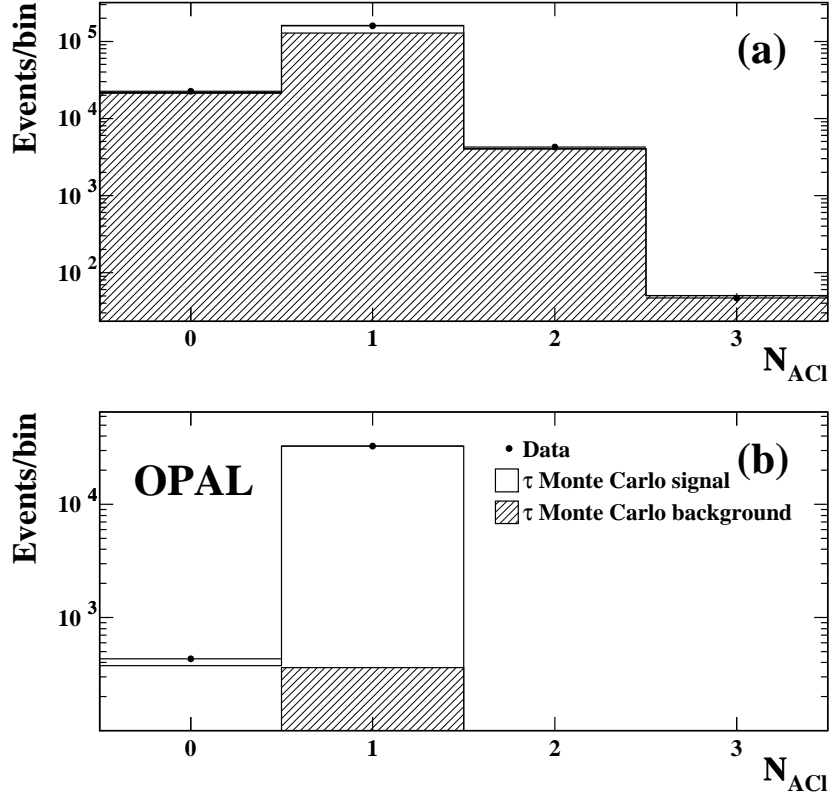 Events/bin
(a)
10^5
10^4
10^3
10^2
0 1 2 3
N_ACl
Events/bin
OPAL
(b)
Data
τ Monte Carlo signal
τ Monte Carlo background
10^4
10^3
0 1 2 3
N_ACl